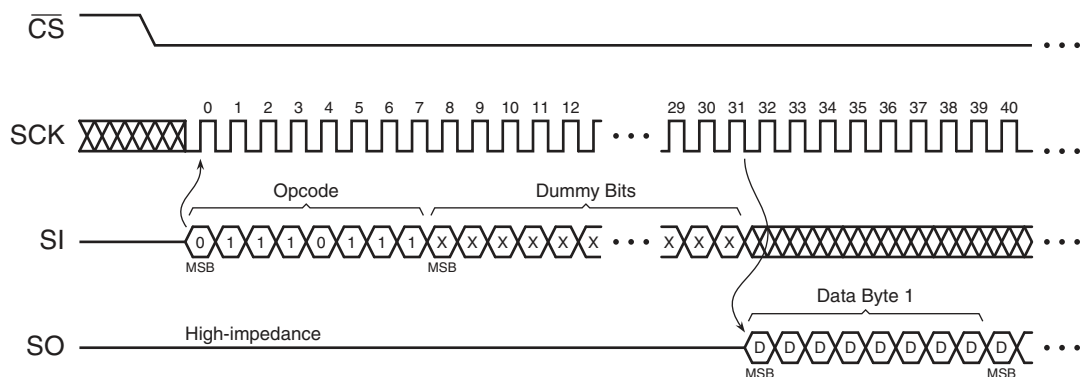 CS
0 1 2 3 4 5 6 7 8 9 10 11 12 29 30 31 32 33 34 35 36 37 38 39 40
SCK
Opcode Dummy Bits
SI 0 1 1 1 0 1 1 1 X X X X X X X X X
MSB MSB
Data Byte 1
High-impedance
SO D D D D D D D D D
MSB MSB